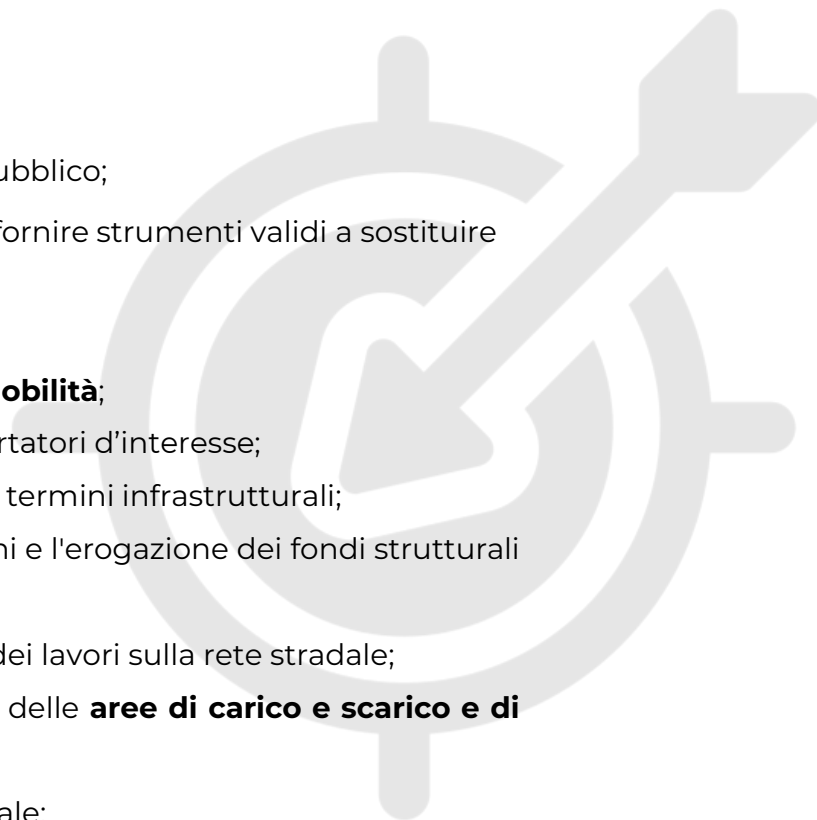 ubblico;
fornire strumenti validi a sostituire
obilità;
rtatori d’interesse;
termini infrastrutturali;
ni e l'erogazione dei fondi strutturali
dei lavori sulla rete stradale;
delle aree di carico e scarico e di
ale;